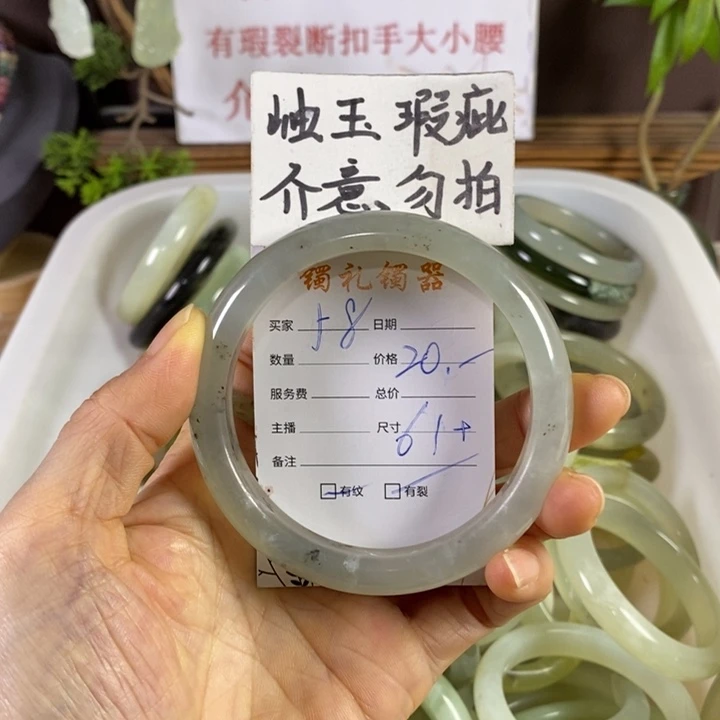 有瑕裂断扣手大小腰
介
岫玉瑕疵
介意勿拍
镯礼镯器
买家 58 日期
数量 价格 20.-
服务费 总价
主播 尺寸 61+
备注
有纹 有裂